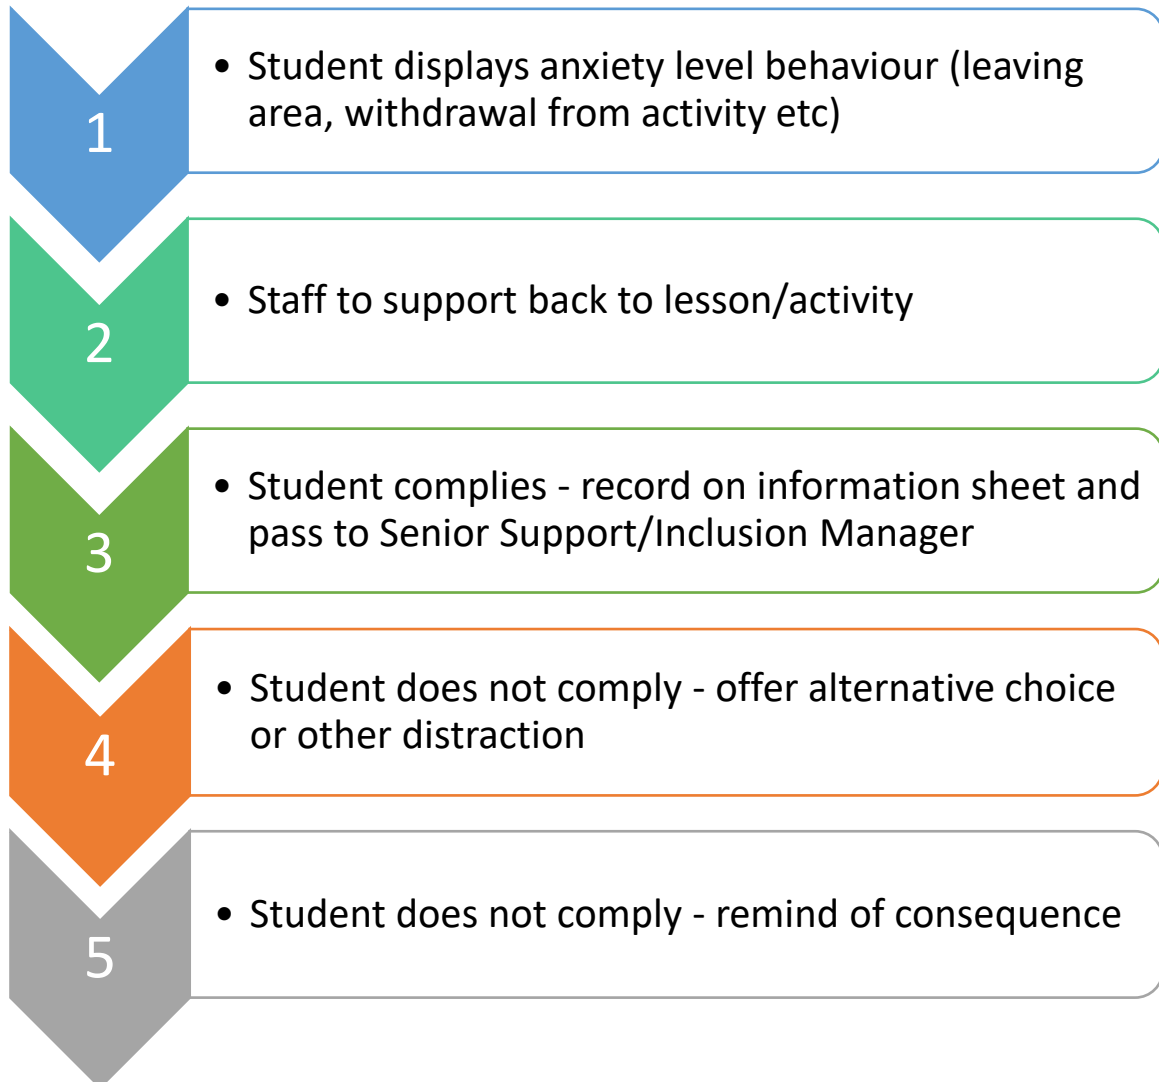 1
• Student displays anxiety level behaviour (leaving
area, withdrawal from activity etc)
2
• Staff to support back to lesson/activity
3
• Student complies - record on information sheet and
pass to Senior Support/Inclusion Manager
4
• Student does not comply - offer alternative choice
or other distraction
5
• Student does not comply - remind of consequence